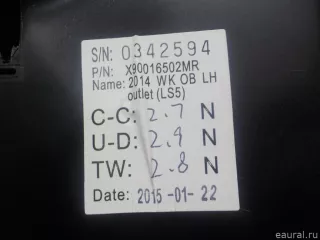 S/N: 0342594
P/N: X90016502MR
Name: 2014 WK OB LH
outlet (LS5)
C-C: 2.7 N
U-D: 2.9 N
TW: 2.8 N
Date: 2015-01-22
© eaural.ru